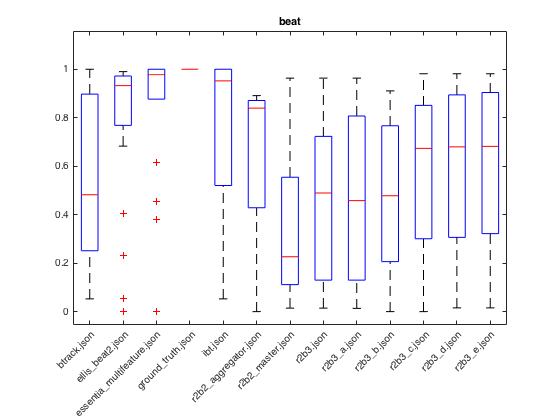 beat
1
0.8
0.6
0.4
0.2
0
btrack.json
ellis_beat2.json
essentia_multifeature.json
ground_truth.json
ibt.json
r2b2_aggregator.json
r2b2_master.json
r2b3.json
r2b3_a.json
r2b3_b.json
r2b3_c.json
r2b3_d.json
r2b3_e.json